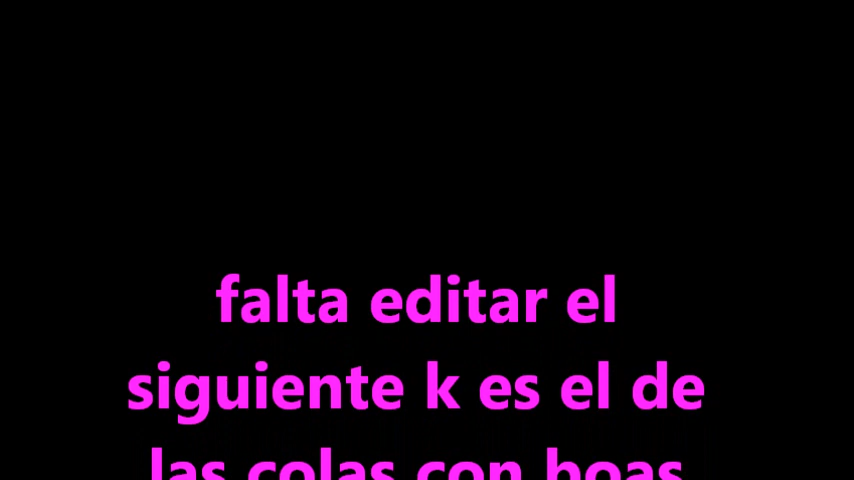 falta editar el
siguiente k es el de
las colas con boas